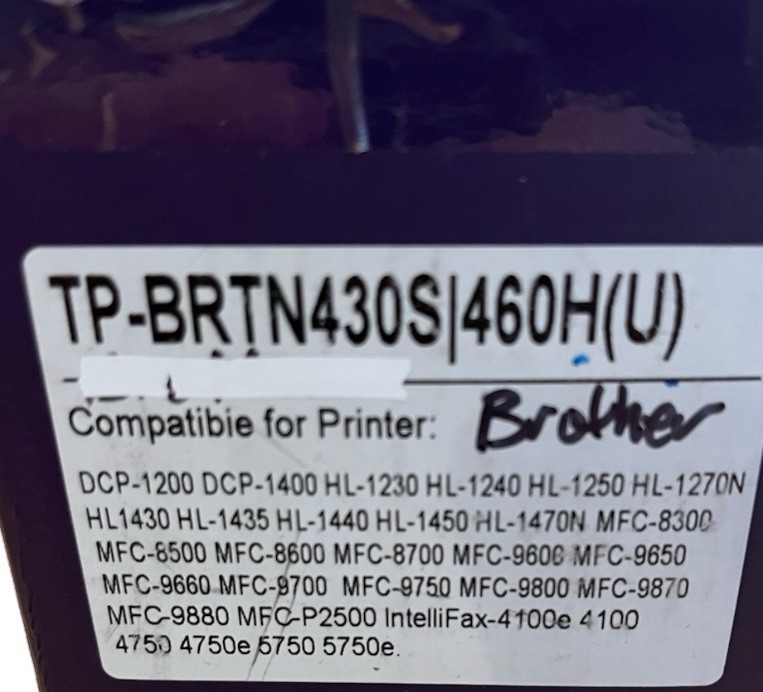 TP-BRTN430S|460H(U)
Compatibie for Printer: Brother
DCP-1200 DCP-1400 HL-1230 HL-1240 HL-1250 HL-1270N
HL1430 HL-1435 HL-1440 HL-1450 HL-1470N MFC-8300
MFC-8500 MFC-8600 MFC-8700 MFC-9600 MFC-9650
MFC-9660 MFC-9700 MFC-9750 MFC-9800 MFC-9870
MFC-9880 MFC-P2500 IntelliFax-4100e 4100
4750 4750e 5750 5750e.